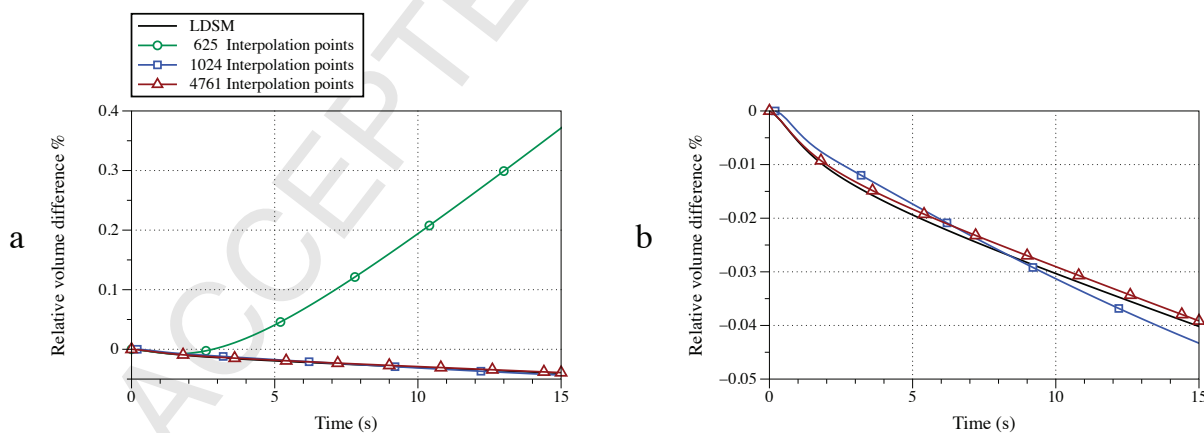 LDSM
625 Interpolation points
1024 Interpolation points
4761 Interpolation points
a
Relative volume difference %
0.4
0.3
0.2
0.1
0
0
5
10
15
Time (s)
b
Relative volume difference %
0
−0.01
−0.02
−0.03
−0.04
−0.05
0
5
10
15
Time (s)
ACCEPTE